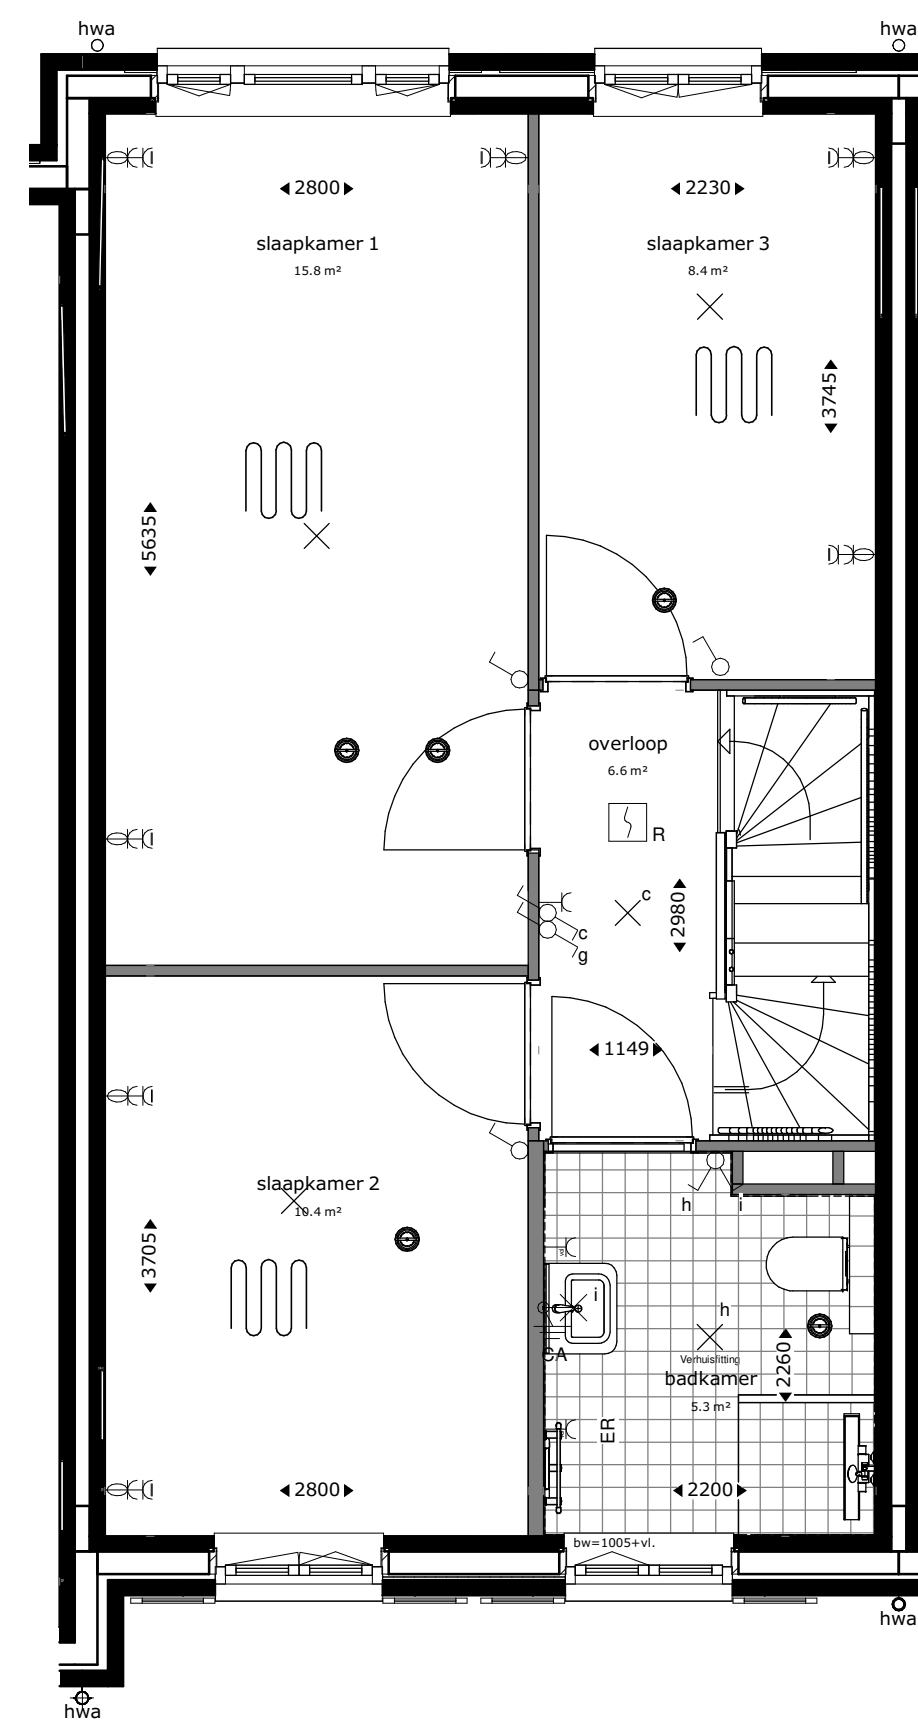 hwa
hwa
2800
2230
slaapkamer 1
15.8 m²
slaapkamer 3
8.4 m²
3745
5635
overloop
6.6 m²
R
c
2980
c
g
1149
slaapkamer 2
10.4 m²
h
i
3705
i
h
CA
Verhuisfitting
badkamer
5.3 m²
2260
ER
2800
2200
bw=1005+vl.
hwa
hwa